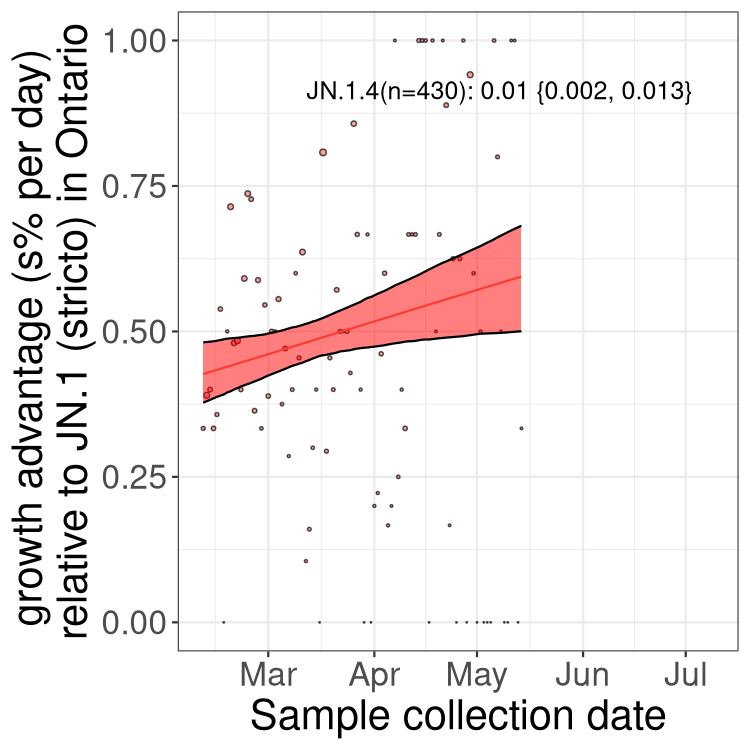 growth advantage (s% per day)
relative to JN.1 (stricto) in Ontario
1.00
0.75
0.50
0.25
0.00
JN.1.4(n=430): 0.01 {0.002, 0.013}
Mar Apr May Jun Jul
Sample collection date